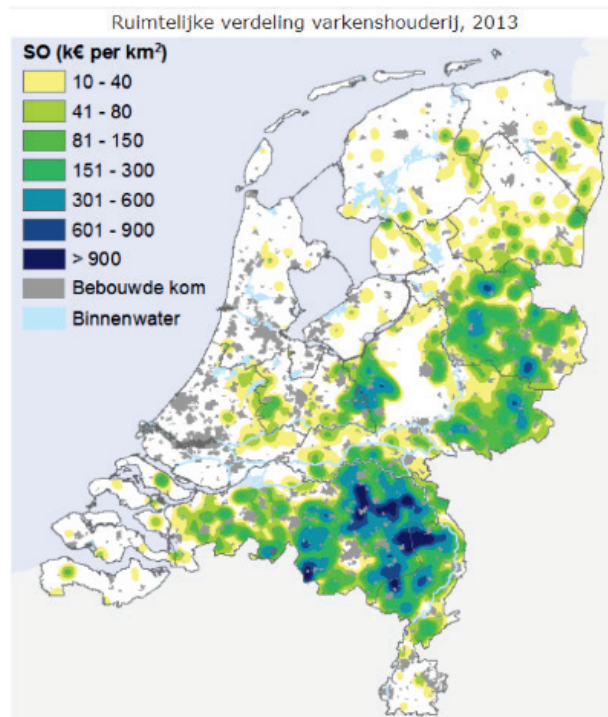 Ruimtelijke verdeling varkenshouderij, 2013
SO (k€ per km²)
10 - 40
41 - 80
81 - 150
151 - 300
301 - 600
601 - 900
> 900
Bebouwde kom
Binnenwater